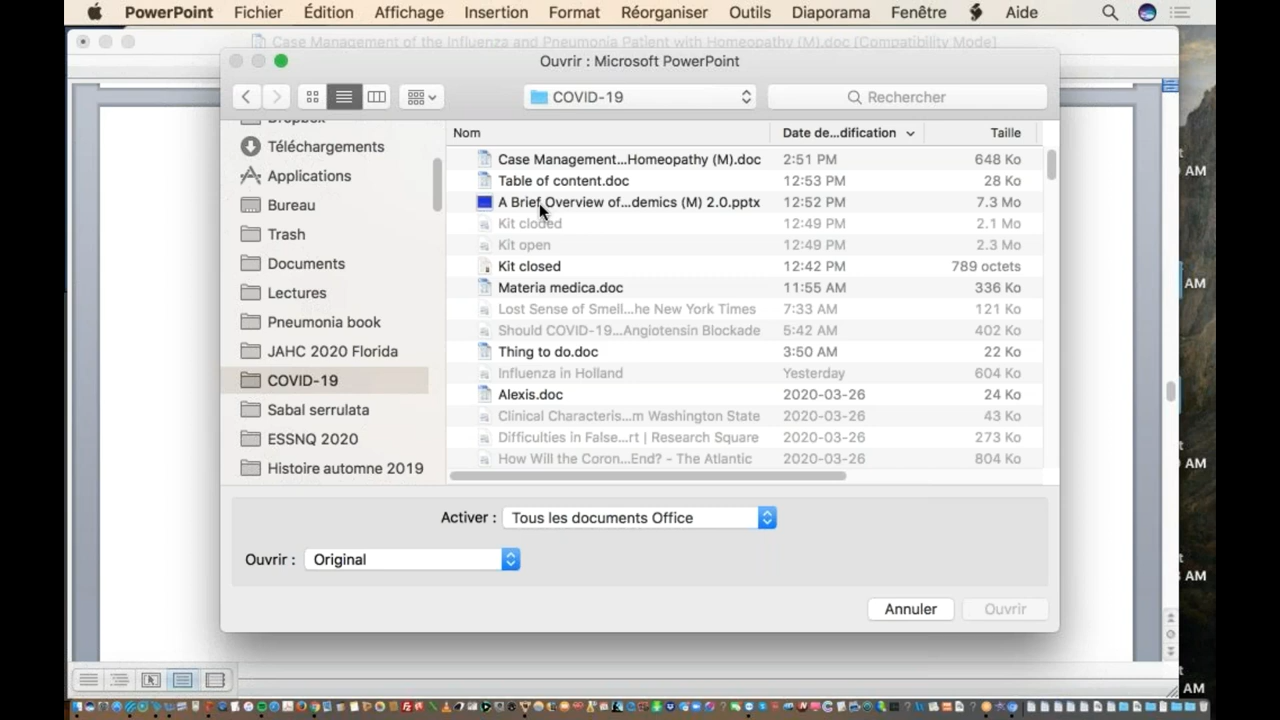 PowerPoint Fichier Édition Affichage Insertion Format Réorganiser Outils Diaporama Fenêtre Aide
Case Management of the Influenza and Pneumonia Patient with Homeopathy (M).doc [Compatibility Mode]
Ouvrir : Microsoft PowerPoint
COVID-19
Rechercher
Dropbox
Téléchargements
Applications
Bureau
Trash
Documents
Lectures
Pneumonia book
JAHC 2020 Florida
COVID-19
Sabal serrulata
ESSNQ 2020
Histoire automne 2019
Nom Date de...dification Taille
Case Management...Homeopathy (M).doc 2:51 PM 648 Ko
Table of content.doc 12:53 PM 28 Ko
A Brief Overview of...demics (M) 2.0.pptx 12:52 PM 7.3 Mo
Kit cloded 12:49 PM 2.1 Mo
Kit open 12:49 PM 2.3 Mo
Kit closed 12:42 PM 789 octets
Materia medica.doc 11:55 AM 336 Ko
Lost Sense of Smell...he New York Times 7:33 AM 121 Ko
Should COVID-19...Angiotensin Blockade 5:42 AM 402 Ko
Thing to do.doc 3:50 AM 22 Ko
Influenza in Holland Yesterday 604 Ko
Alexis.doc 2020-03-26 24 Ko
Clinical Characteris...m Washington State 2020-03-26 43 Ko
Difficulties in False...rt | Research Square 2020-03-26 273 Ko
How Will the Coron...End? - The Atlantic 2020-03-26 804 Ko
Activer : Tous les documents Office
Ouvrir : Original
Annuler Ouvrir
AM
AM
AM
AM
AM